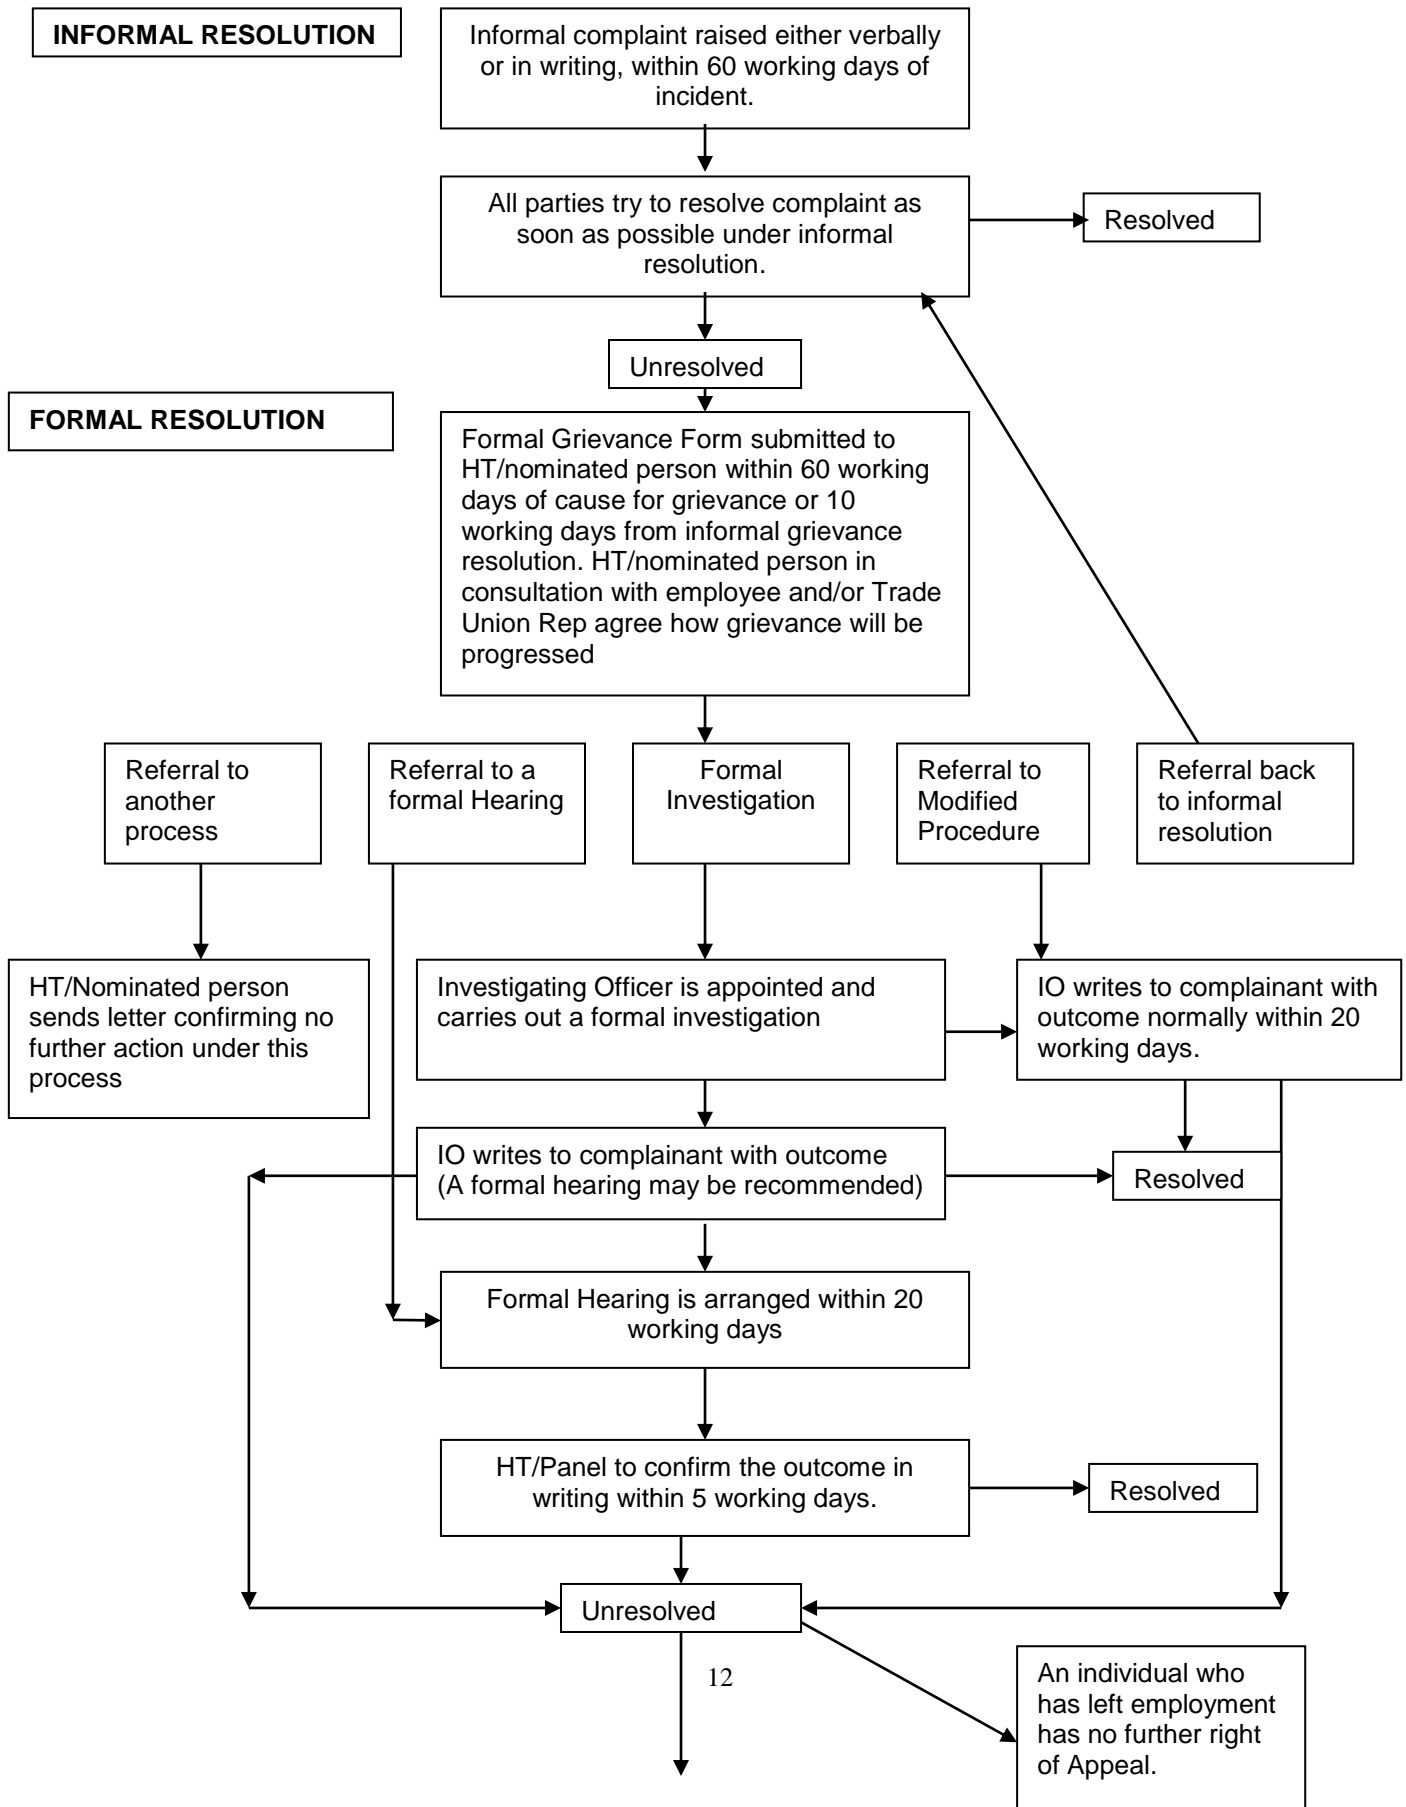 INFORMAL RESOLUTION
Informal complaint raised either verbally
or in writing, within 60 working days of
incident.
All parties try to resolve complaint as
soon as possible under informal
resolution.
Resolved
Unresolved
FORMAL RESOLUTION
Formal Grievance Form submitted to
HT/nominated person within 60 working
days of cause for grievance or 10
working days from informal grievance
resolution. HT/nominated person in
consultation with employee and/or Trade
Union Rep agree how grievance will be
progressed
Referral to
another
process
Referral to a
formal Hearing
Formal
Investigation
Referral to
Modified
Procedure
Referral back
to informal
resolution
HT/Nominated person
sends letter confirming no
further action under this
process
Investigating Officer is appointed and
carries out a formal investigation
IO writes to complainant with
outcome normally within 20
working days.
IO writes to complainant with outcome
(A formal hearing may be recommended)
Resolved
Formal Hearing is arranged within 20
working days
HT/Panel to confirm the outcome in
writing within 5 working days.
Resolved
Unresolved
12
An individual who
has left employment
has no further right
of Appeal.